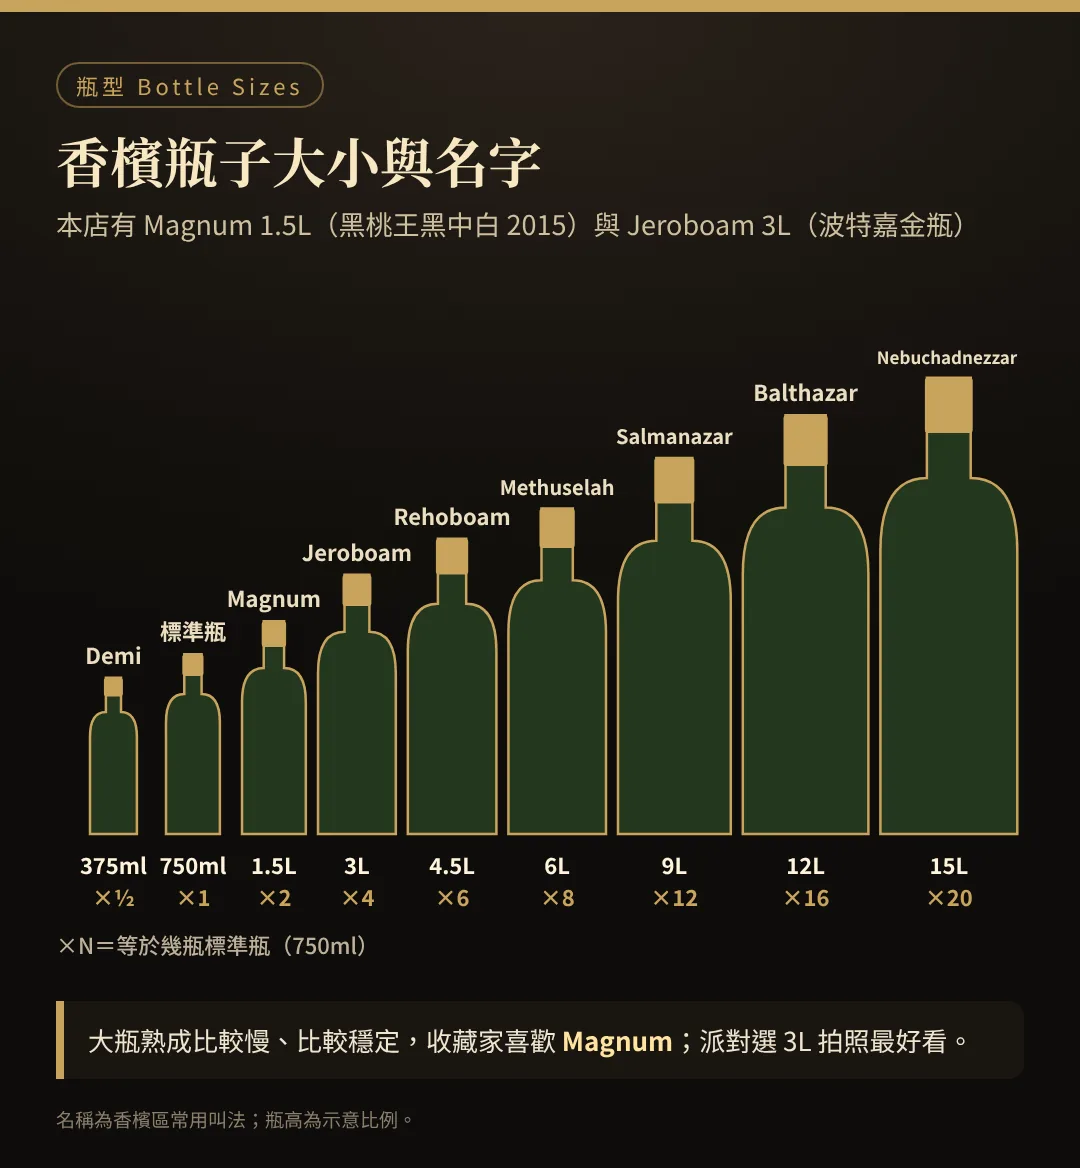 瓶型 Bottle Sizes
香檳瓶子大小與名字
本店有 Magnum 1.5L（黑桃王黑中白 2015）與 Jeroboam 3L（波特嘉金瓶）
Nebuchadnezzar
Balthazar
Salmanazar
Methuselah
Rehoboam
Jeroboam
Magnum
標準瓶
Demi
375ml 750ml 1.5L 3L 4.5L 6L 9L 12L 15L
×½ ×1 ×2 ×4 ×6 ×8 ×12 ×16 ×20
×N＝等於幾瓶標準瓶（750ml）
大瓶熟成比較慢、比較穩定，收藏家喜歡 Magnum；派對選 3L 拍照最好看。
名稱為香檳區常用叫法；瓶高為示意比例。